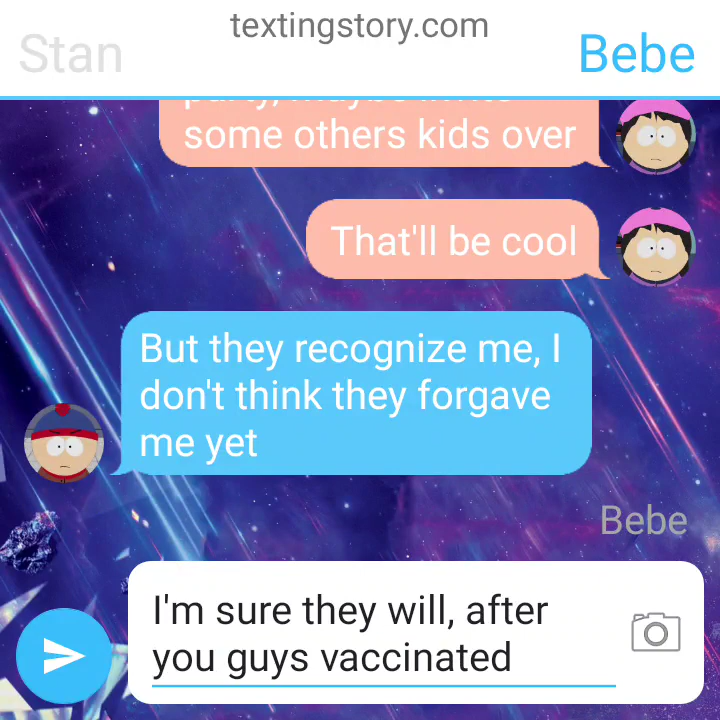 textingstory.com
Stan
Bebe
some others kids over
That'll be cool
But they recognize me, I
don't think they forgave
me yet
Bebe
I'm sure they will, after
you guys vaccinated